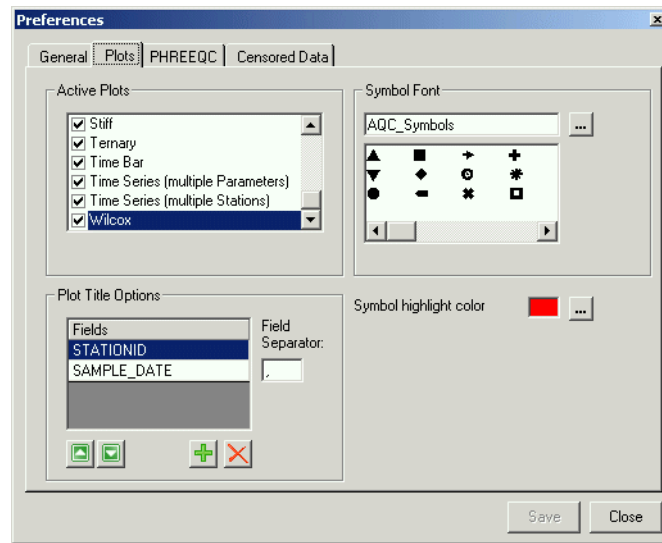 Preferences
General
Plots
PHREEQC
Censored Data
Active Plots
Stiff
Ternary
Time Bar
Time Series (multiple Parameters)
Time Series (multiple Stations)
Wilcox
Symbol Font
AQC_Symbols
...
Plot Title Options
Fields
STATIONID
SAMPLE_DATE
Field
Separator:
,
Symbol highlight color
...
Save
Close